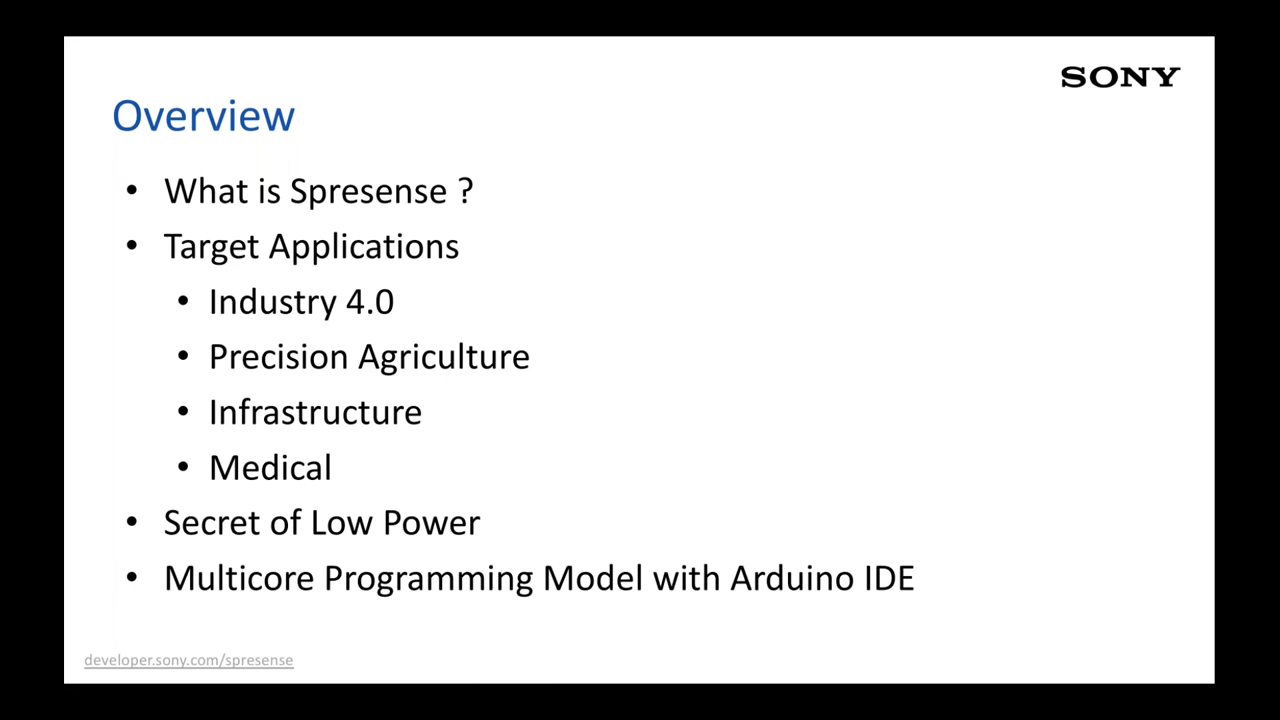 SONY
Overview
• What is Spresense ?
• Target Applications
• Industry 4.0
• Precision Agriculture
• Infrastructure
• Medical
• Secret of Low Power
• Multicore Programming Model with Arduino IDE
developer.sony.com/spresense